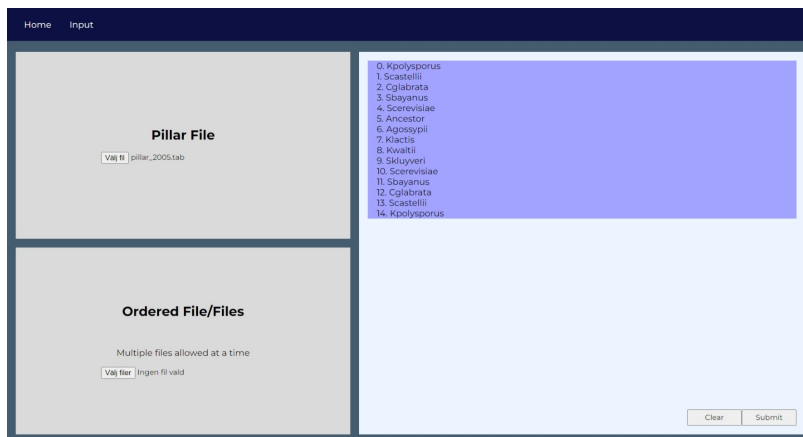 Home Input
Pillar File
Välj fil pillar_2005.tab
Ordered File/Files
Multiple files allowed at a time
Välj filer Ingen fil vald
0. Kpolysporus
1. Scastellii
2. Cglabrata
3. Sbayanus
4. Scerevisiae
5. Ancestor
6. Agossypii
7. Klactis
8. Kwaltii
9. Skluyveri
10. Scerevisiae
11. Sbayanus
12. Cglabrata
13. Scastellii
14. Kpolysporus
Clear Submit